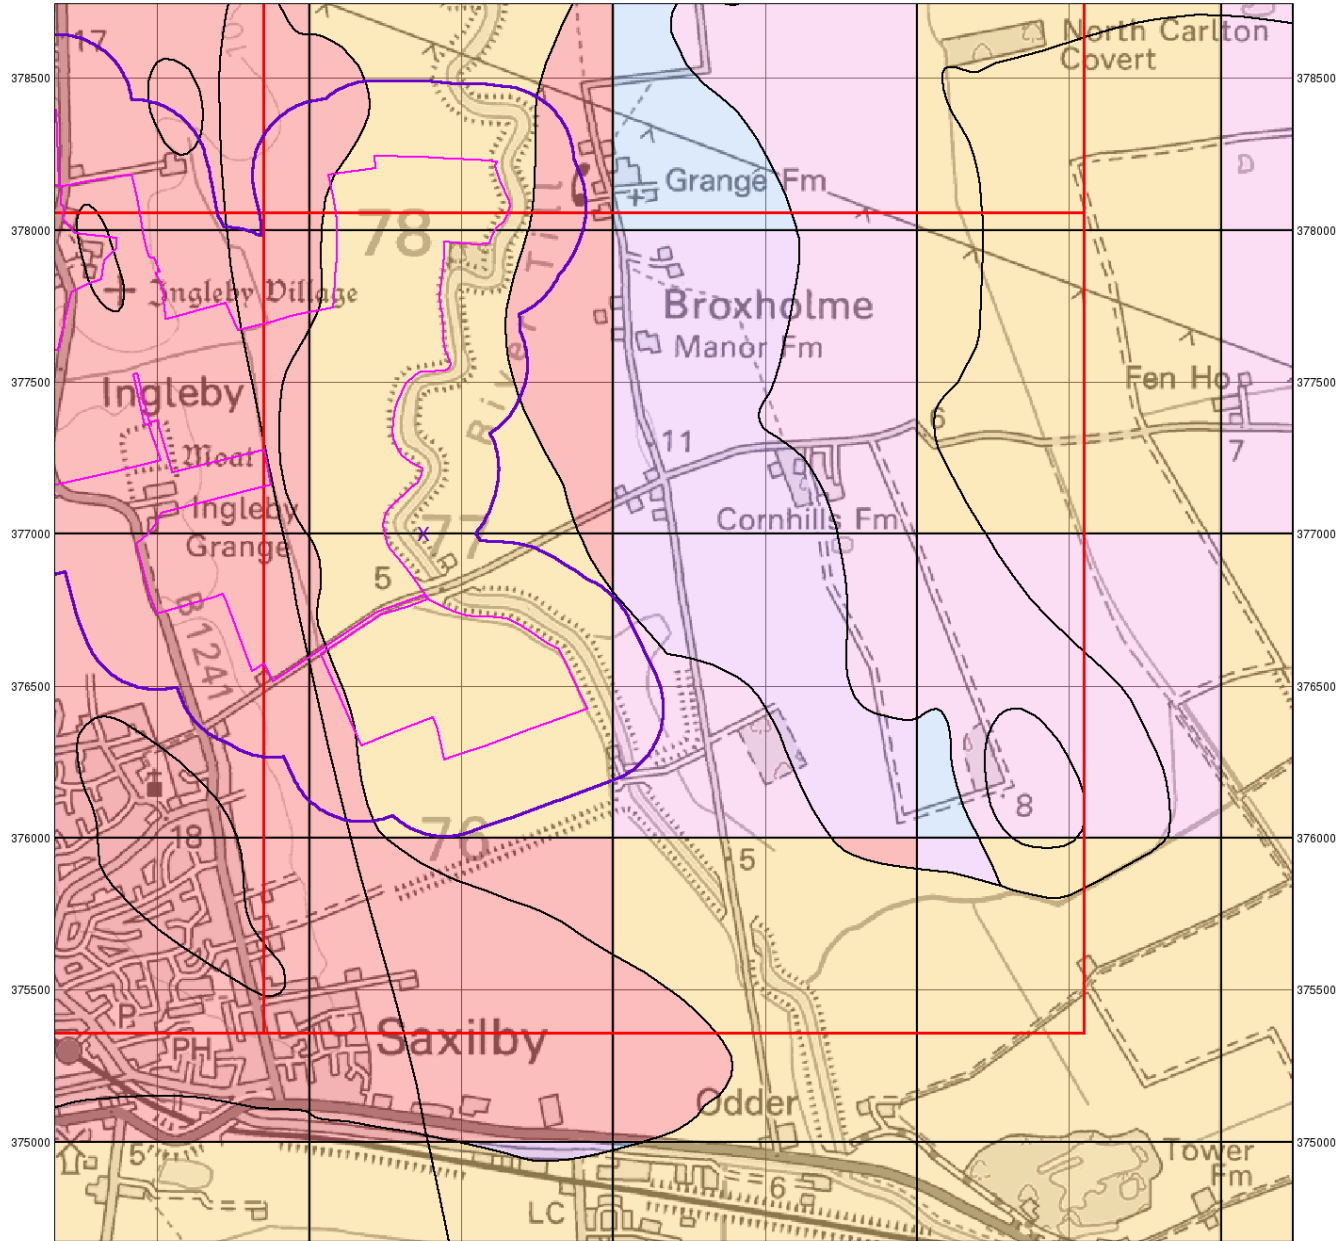 17
10
North Carlton
Covert
378500
378500
Grange Fm
78
378000
378000
Ingleby Village
River Till
Broxholme
Manor Fm
377500
377500
Ingleby
Fen Ho
6
11
7
Moat
Ingleby
Grange
Cornhills Fm
377000
77
x
377000
5
B 1241
376500
376500
18
8
376000
76
376000
5
375500
375500
P
PH
Saxilby
Odder
375000
375000
5
Tower
Fm
6
LC